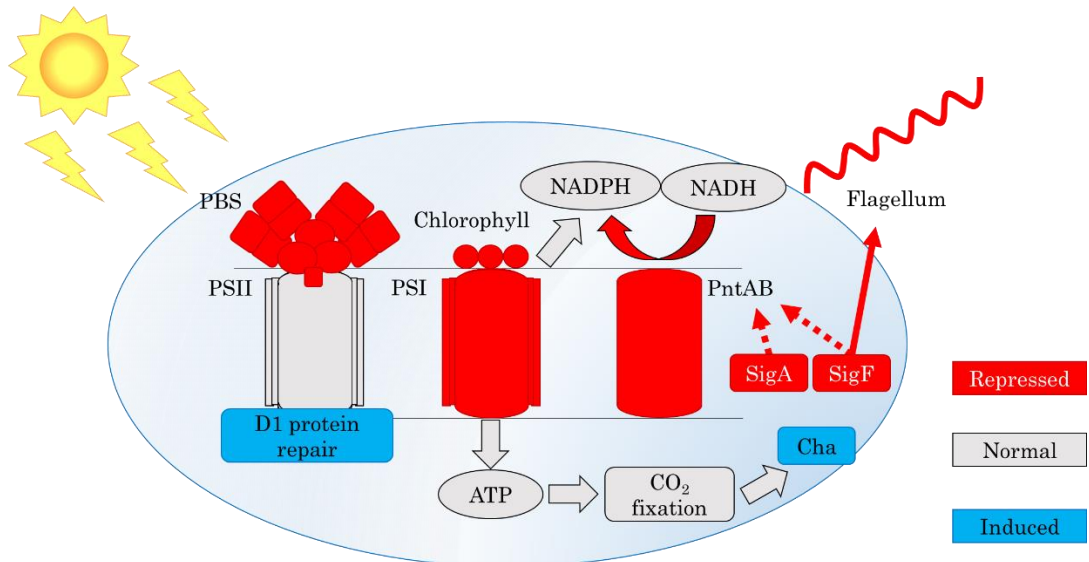 PBS
Chlorophyll
NADPH
NADH
Flagellum
PSII
PSI
PntAB
SigA
SigF
D1 protein
repair
ATP
CO₂
fixation
Cha
Repressed
Normal
Induced